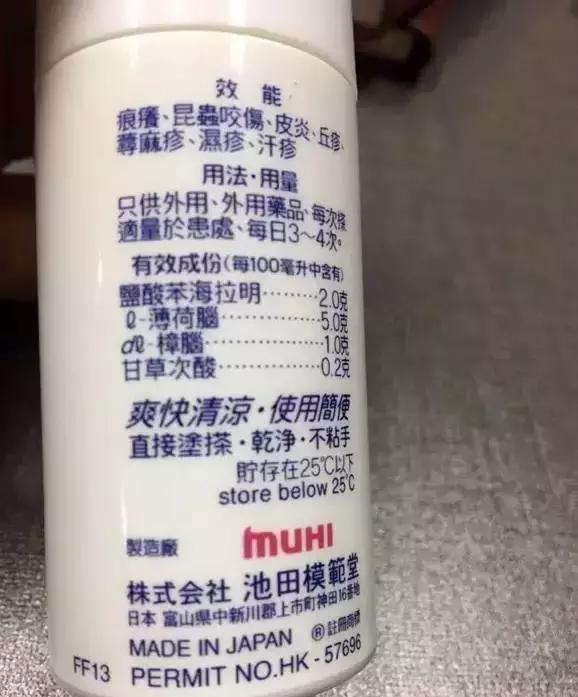 效 能
痕癢、昆蟲咬傷、皮炎、丘疹、
蕁麻疹、濕疹、汗疹
用法·用量
只供外用、外用藥品、每次搽
適量於患處、每日3～4次。
有效成份(每100毫升中含有)
鹽酸苯海拉明………2.0克
ℓ-薄荷腦……………5.0克
dℓ-樟腦……………1.0克
甘草次酸……………0.2克
爽快清涼·使用簡便
直接塗搽·乾淨·不粘手
貯存在25℃以下
store below 25℃
製造廠 muHI
株式会社 池田模範堂
日本 富山県中新川郡上市町神田16番地
MADE IN JAPAN ®註冊商標
FF13 PERMIT NO.HK - 57696